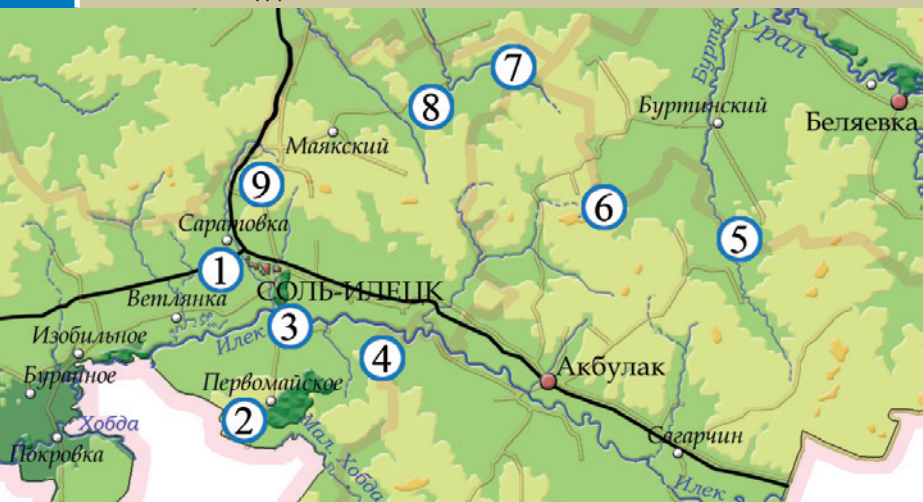 Урал
Буртя
7
8
Буртинский
Беляевка
Маякский
9
6
Саратовка
5
1
СОЛЬ-ИЛЕЦК
Ветлянка
3
Изобильное
Илек
4
Акбулак
Буранное
Первомайское
2
Хобда
Мал. Хобда
Сагарчин
Покровка
Илек